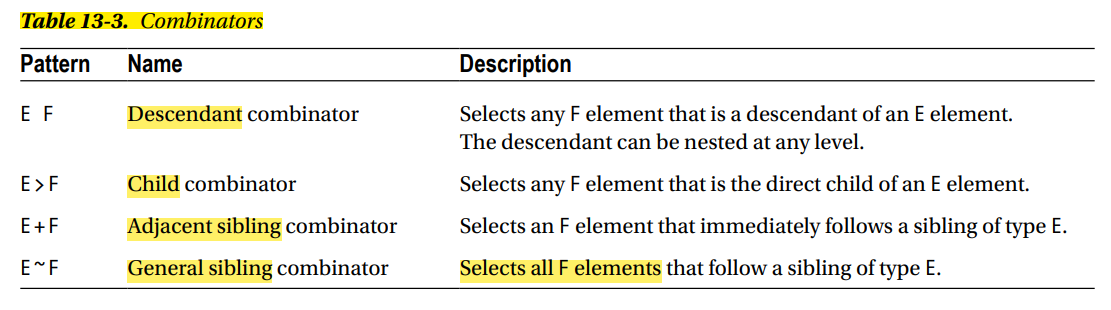 Table 13-3. Combinators
Pattern Name Description
E F Descendant combinator Selects any F element that is a descendant of an E element.
The descendant can be nested at any level.
E>F Child combinator Selects any F element that is the direct child of an E element.
E+F Adjacent sibling combinator Selects an F element that immediately follows a sibling of type E.
E~F General sibling combinator Selects all F elements that follow a sibling of type E.